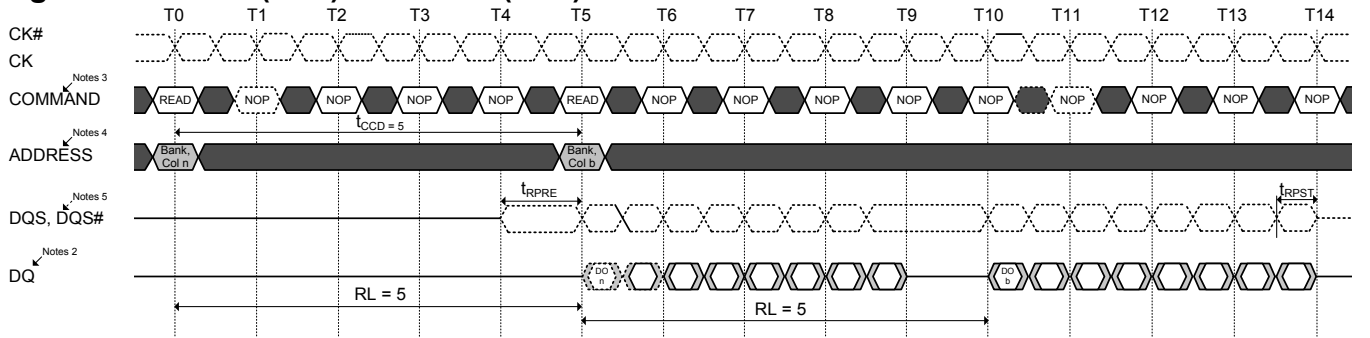 T0 T1 T2 T3 T4 T5 T6 T7 T8 T9 T10 T11 T12 T13 T14
CK#
CK
Notes 3
COMMAND READ NOP NOP NOP NOP READ NOP NOP NOP NOP NOP NOP NOP NOP NOP
tCCD = 5
Notes 4
ADDRESS
Bank, Col n
Bank, Col b
tRPRE
tRPST
Notes 5
DQS, DQS#
Notes 2
DQ
DO n
DO b
RL = 5
RL = 5